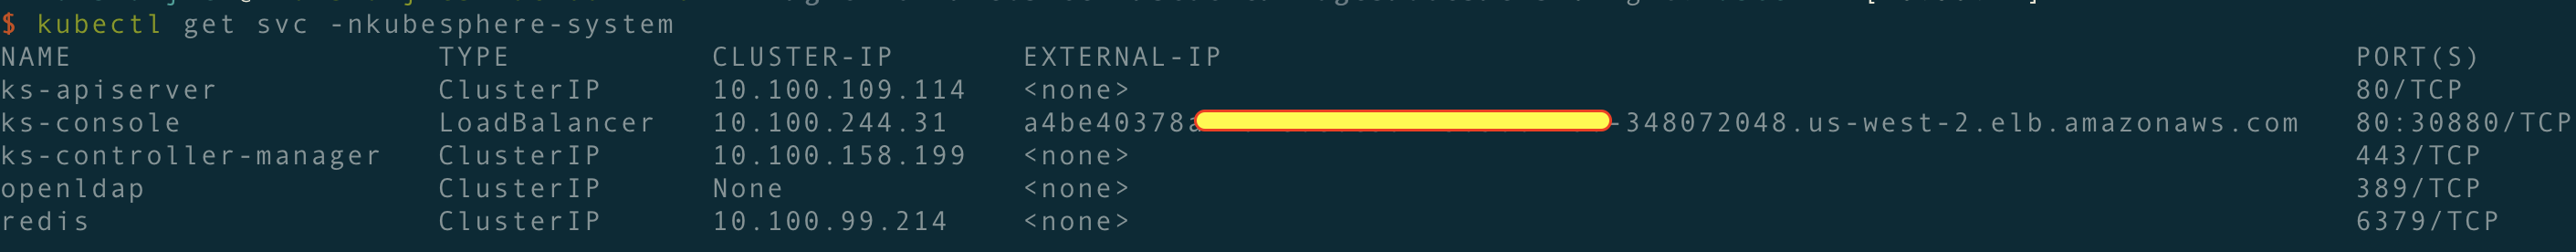 $ kubectl get svc -nkubesphere-system
NAME TYPE CLUSTER-IP EXTERNAL-IP PORT(S)
ks-apiserver ClusterIP 10.100.109.114 <none> 80/TCP
ks-console LoadBalancer 10.100.244.31 a4be40378a -348072048.us-west-2.elb.amazonaws.com 80:30880/TCP
ks-controller-manager ClusterIP 10.100.158.199 <none> 443/TCP
openldap ClusterIP None <none> 389/TCP
redis ClusterIP 10.100.99.214 <none> 6379/TCP